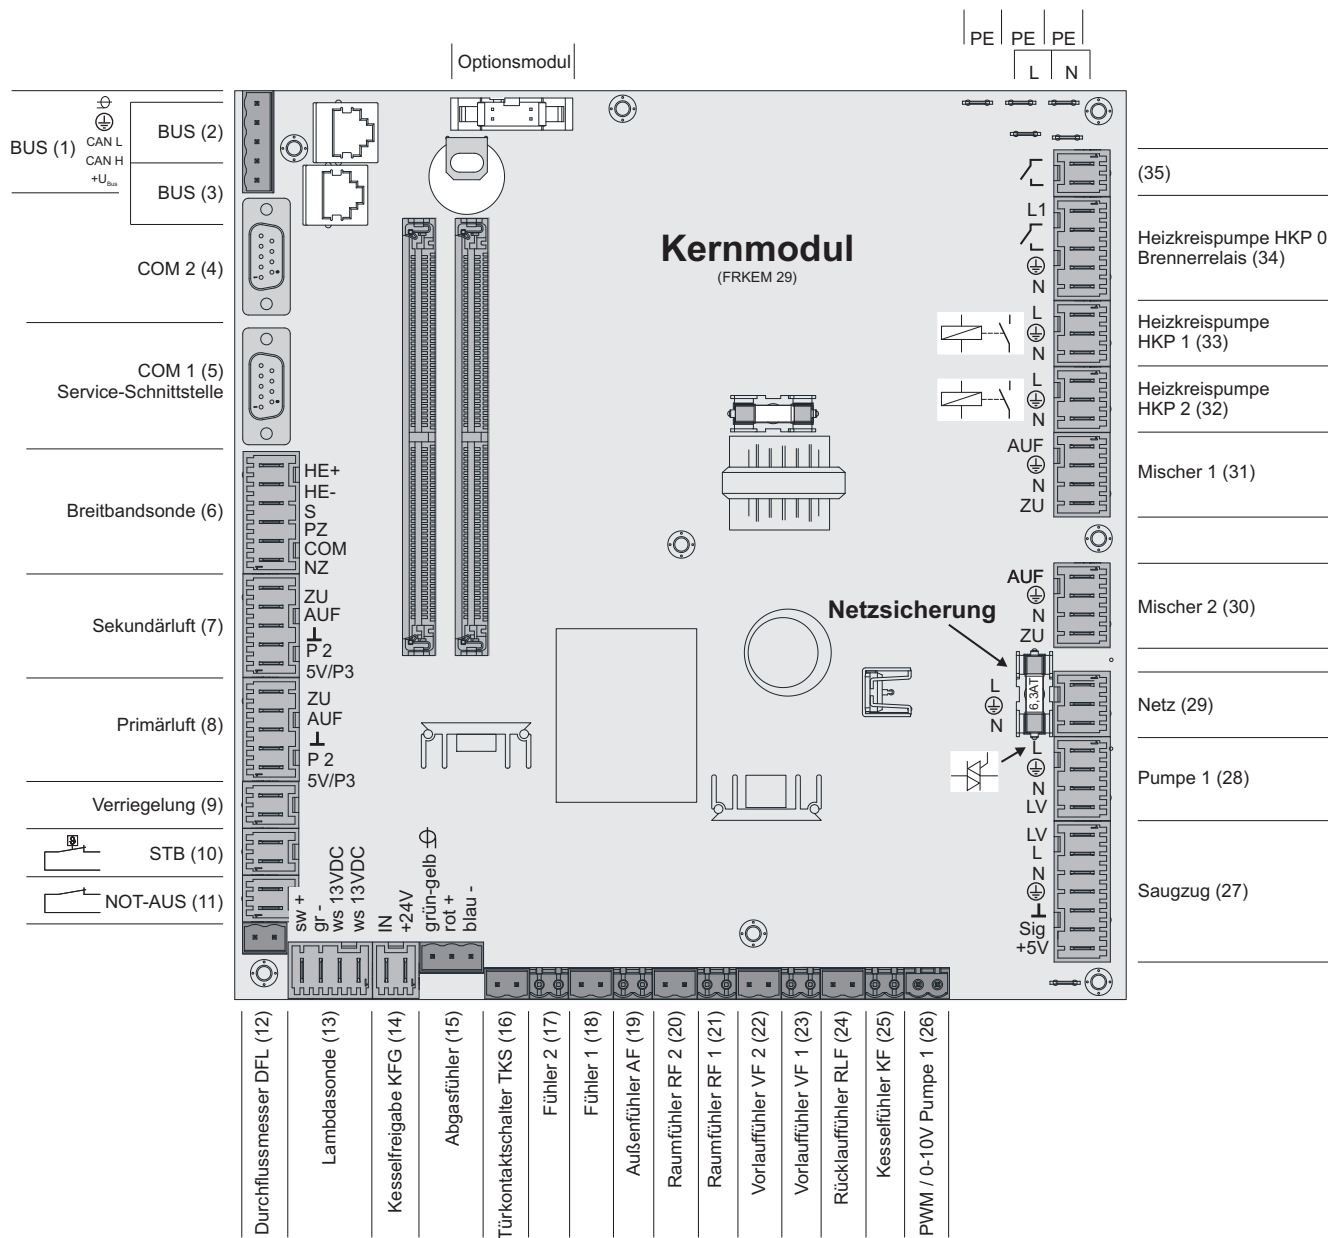 PE
PE
PE
L
N
Optionsmodul
BUS (1)
CAN L
CAN H
+U Bus
BUS (2)
BUS (3)
COM 2 (4)
COM 1 (5)
Service-Schnittstelle
Breitbandsonde (6)
HE+
HE-
S
PZ
COM
NZ
Sekundärluft (7)
ZU
AUF
P 2
5V/P3
Primärluft (8)
ZU
AUF
P 2
5V/P3
Verriegelung (9)
STB (10)
NOT-AUS (11)
Kernmodul
(FRKEM 29)
Netzsicherung
6.3AT
(35)
L1
N
Heizkreispumpe HKP 0
Brennerrelais (34)
L
N
Heizkreispumpe
HKP 1 (33)
L
N
Heizkreispumpe
HKP 2 (32)
AUF
N
ZU
Mischer 1 (31)
AUF
N
ZU
Mischer 2 (30)
L
N
Netz (29)
L
N
LV
Pumpe 1 (28)
LV
L
N
Sig
+5V
Saugzug (27)
sw +
gr -
ws 13VDC
ws 13VDC
IN
+24V
grün-gelb
rot +
blau -
Durchflussmesser DFL (12)
Lambdasonde (13)
Kesselfreigabe KFG (14)
Abgasfühler (15)
Türkontaktschalter TKS (16)
Fühler 2 (17)
Fühler 1 (18)
Außenfühler AF (19)
Raumfühler RF 2 (20)
Raumfühler RF 1 (21)
Vorlauffühler VF 2 (22)
Vorlauffühler VF 1 (23)
Rücklauffühler RLF (24)
Kesselfühler KF (25)
PWM / 0-10V Pumpe 1 (26)